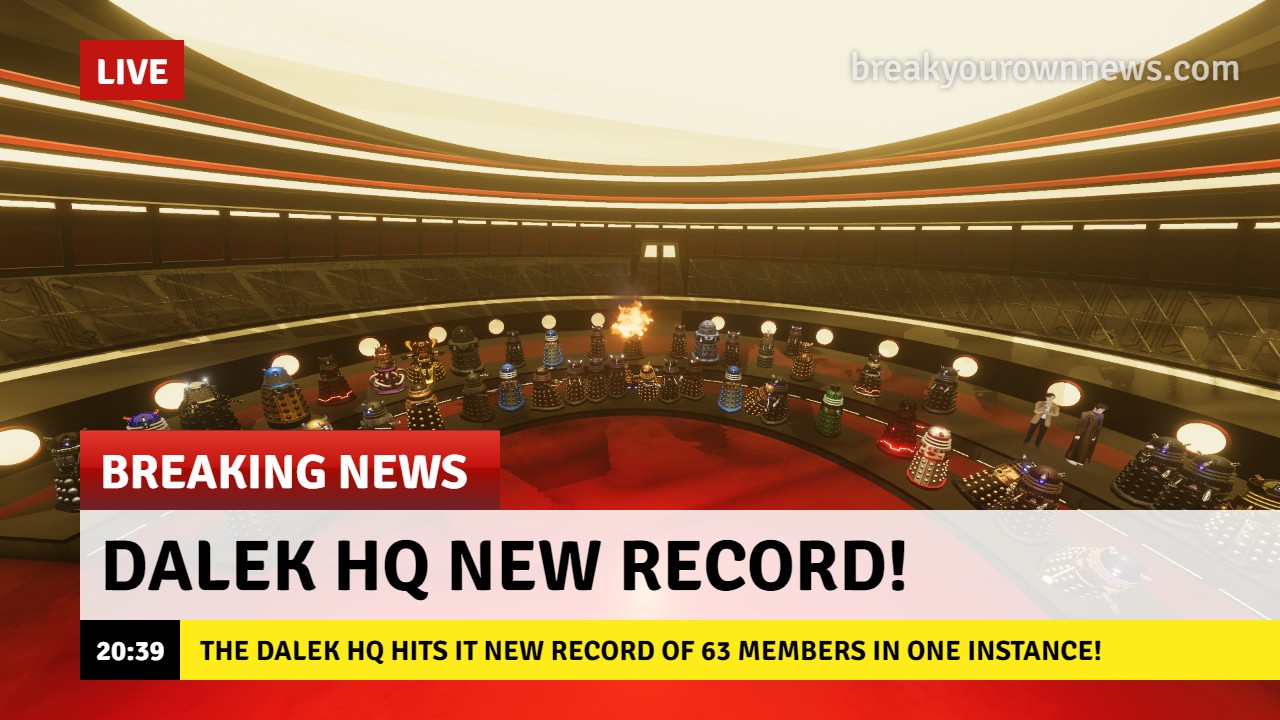 LIVE
breakyourownnews.com
BREAKING NEWS
DALEK HQ NEW RECORD!
20:39 THE DALEK HQ HITS IT NEW RECORD OF 63 MEMBERS IN ONE INSTANCE!